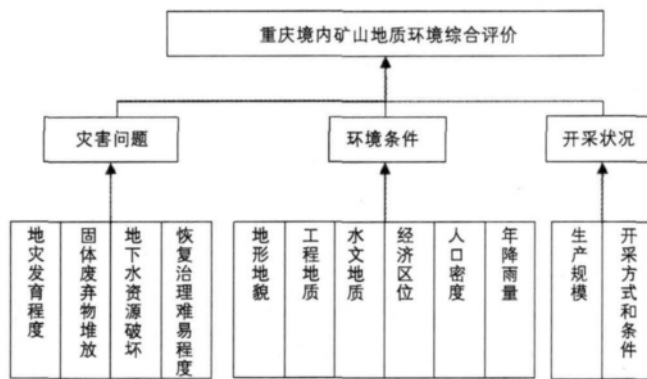 重庆境内矿山地质环境综合评价
灾害问题
环境条件
开采状况
地灾发育程度
固体废弃物堆放
地下水资源破坏
恢复治理难易程度
地形地貌
工程地质
水文地质
经济区位
人口密度
年降雨量
生产规模
开采方式和条件